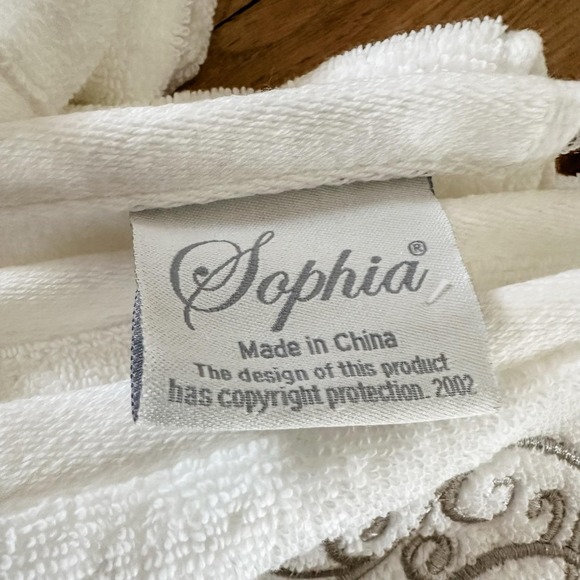 Sophia®
Made in China
The design of this product
has copyright protection. 2002